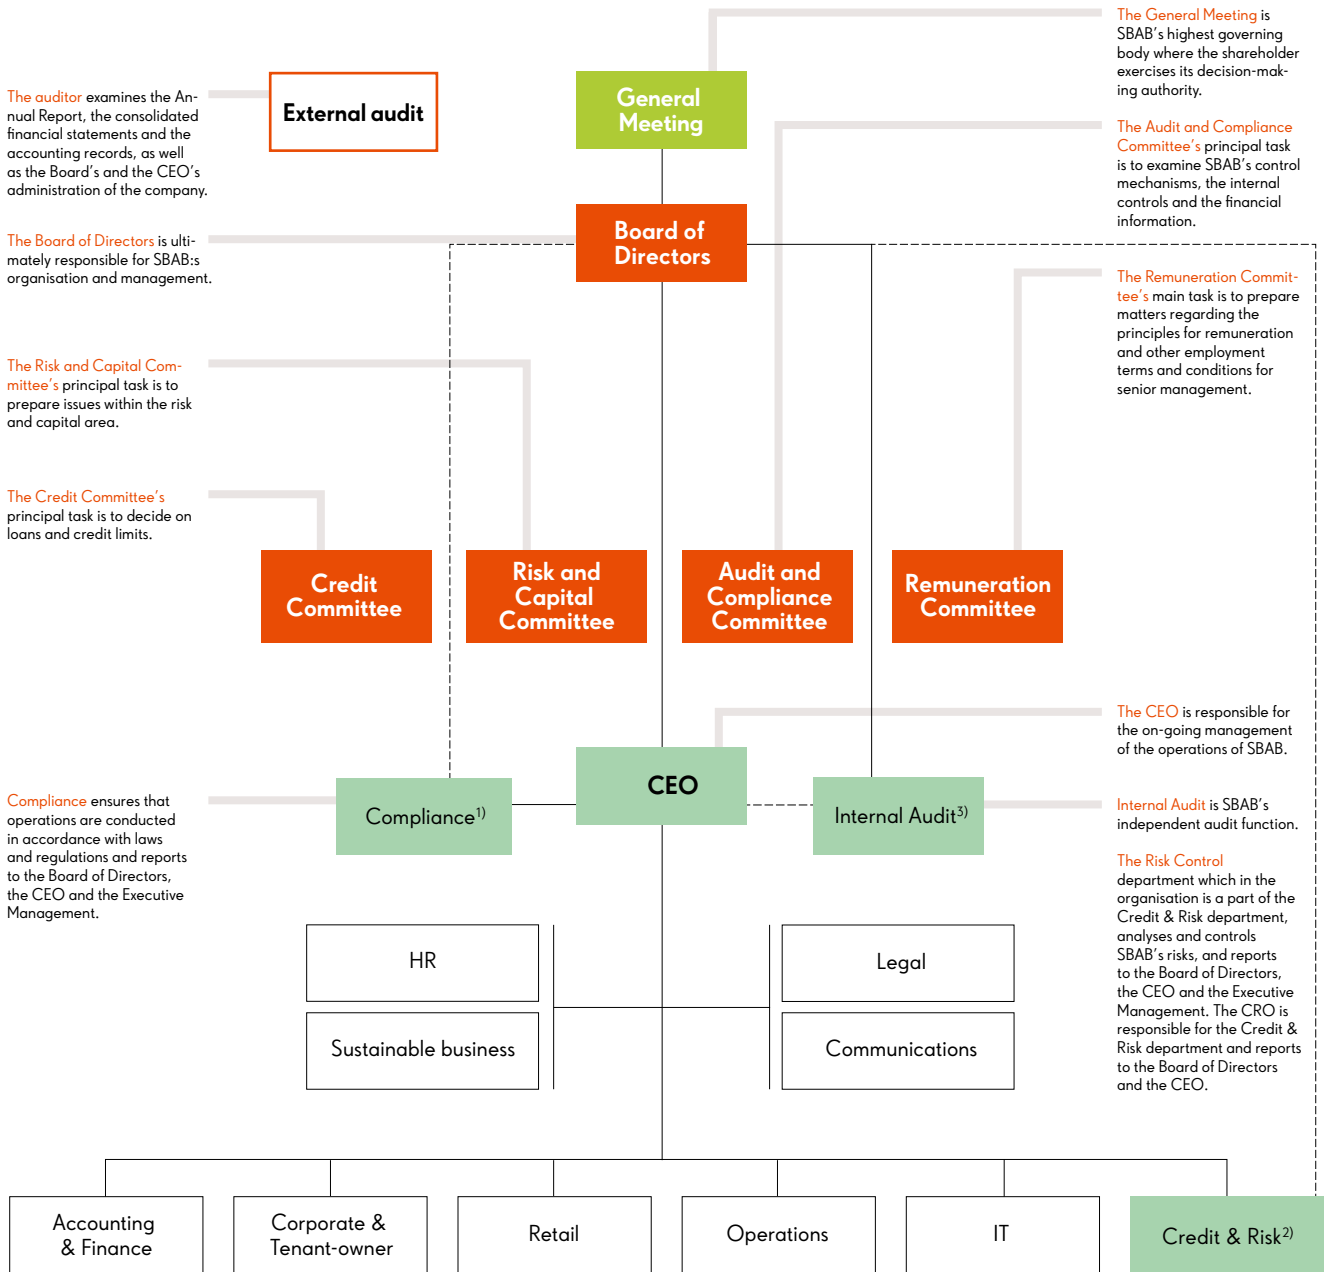 The General Meeting is
SBAB's highest governing
body where the shareholder
exercises its decision-mak-
ing authority.
The auditor examines the An-
nual Report, the consolidated
financial statements and the
accounting records, as well
as the Board's and the CEO's
administration of the company.
External audit
General
Meeting
The Audit and Compliance
Committee's principal task
is to examine SBAB's control
mechanisms, the internal
controls and the financial
information.
The Board of Directors is ulti-
mately responsible for SBAB:s
organisation and management.
Board of
Directors
The Remuneration Commit-
tee's main task is to prepare
matters regarding the
principles for remuneration
and other employment
terms and conditions for
senior management.
The Risk and Capital Com-
mittee's principal task is to
prepare issues within the risk
and capital area.
The Credit Committee's
principal task is to decide on
loans and credit limits.
Credit
Committee
Risk and
Capital
Committee
Audit and
Compliance
Committee
Remuneration
Committee
The CEO is responsible for
the on-going management
of the operations of SBAB.
CEO
Compliance ensures that
operations are conducted
in accordance with laws
and regulations and reports
to the Board of Directors,
the CEO and the Executive
Management.
Compliance1)
Internal Audit3)
Internal Audit is SBAB's
independent audit function.
The Risk Control
department which in the
organisation is a part of the
Credit & Risk department,
analyses and controls
SBAB's risks, and reports
to the Board of Directors,
the CEO and the Executive
Management. The CRO is
responsible for the Credit &
Risk department and reports
to the Board of Directors
and the CEO.
HR
Legal
Sustainable business
Communications
Accounting
& Finance
Corporate &
Tenant-owner
Retail
Operations
IT
Credit & Risk2)